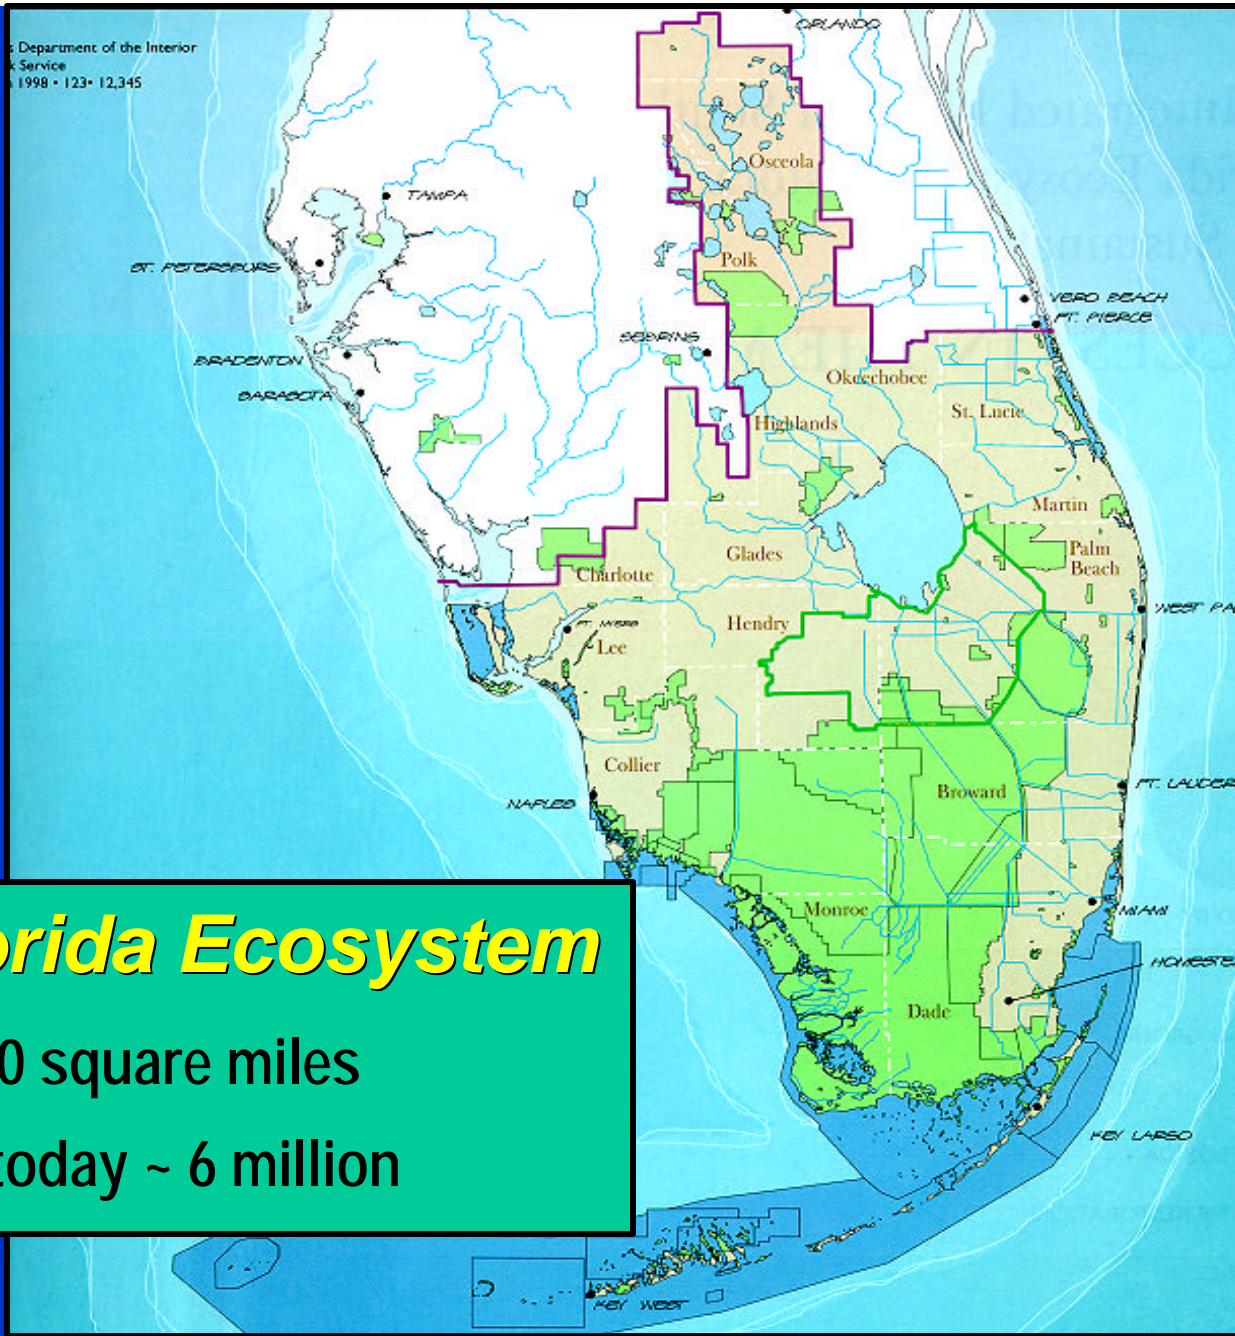 Department of the Interior
Service
1998 • 123• 12,345
ORLANDO
Osceola
TAMPA
ST. PETERSBURG
Polk
VERO BEACH
FT. PIERCE
SEBRING
BRADENTON
SARASOTA
Okeechobee
St. Lucie
Highlands
Martin
Palm
Beach
Glades
Charlotte
WEST PA
Hendry
FT. MYERS
Lee
Collier
Broward
FT. LAUDER
NAPLES
Monroe
MIAMI
orida Ecosystem
HOMESTE
Dade
0 square miles
today ~ 6 million
KEY LARGO
KEY WEST